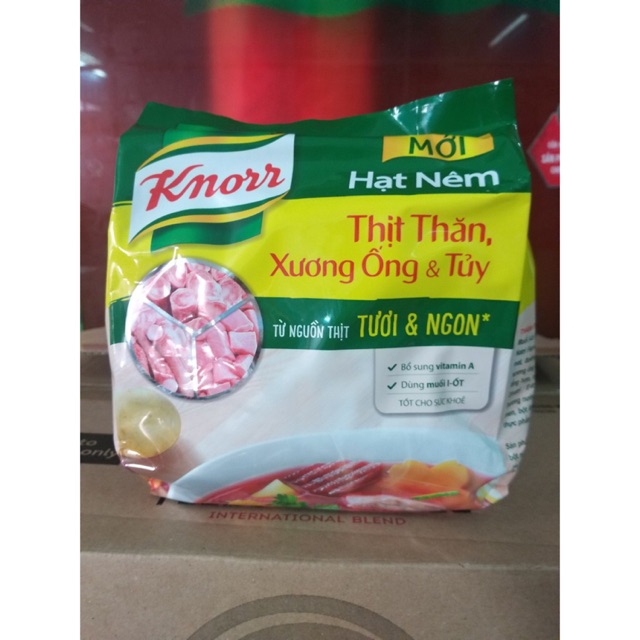 MỚI
Knorr
Hạt Nêm
Thịt Thăn,
Xương Ống & Tủy
TỪ NGUỒN THỊT TƯƠI & NGON*
Bổ sung vitamin A
Dùng muối I-ỐT
TỐT CHO SỨC KHOẺ
INTERNATIONAL BLEND